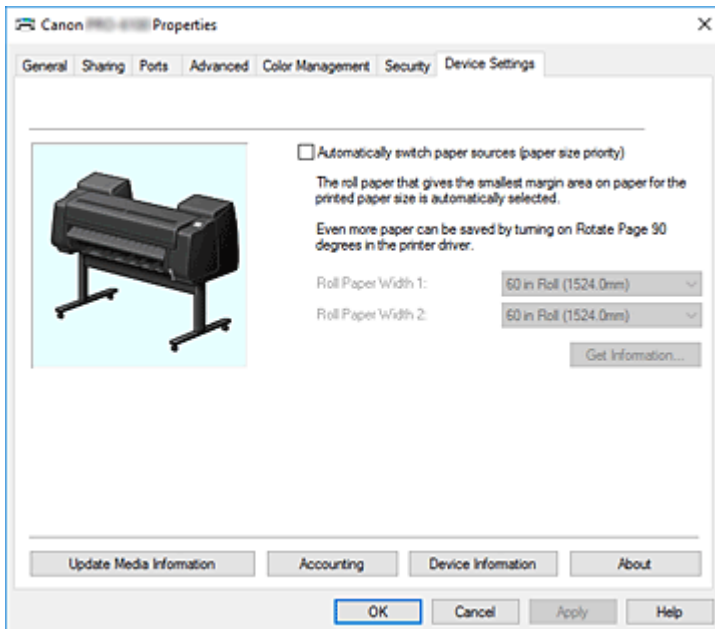 Canon Properties
General Sharing Ports Advanced Color Management Security Device Settings
Automatically switch paper sources (paper size priority)
The roll paper that gives the smallest margin area on paper for the
printed paper size is automatically selected.
Even more paper can be saved by turning on Rotate Page 90
degrees in the printer driver.
Roll Paper Width 1: 60 in Roll (1524.0mm)
Roll Paper Width 2: 60 in Roll (1524.0mm)
Get Information...
Update Media Information Accounting Device Information About
OK Cancel Apply Help